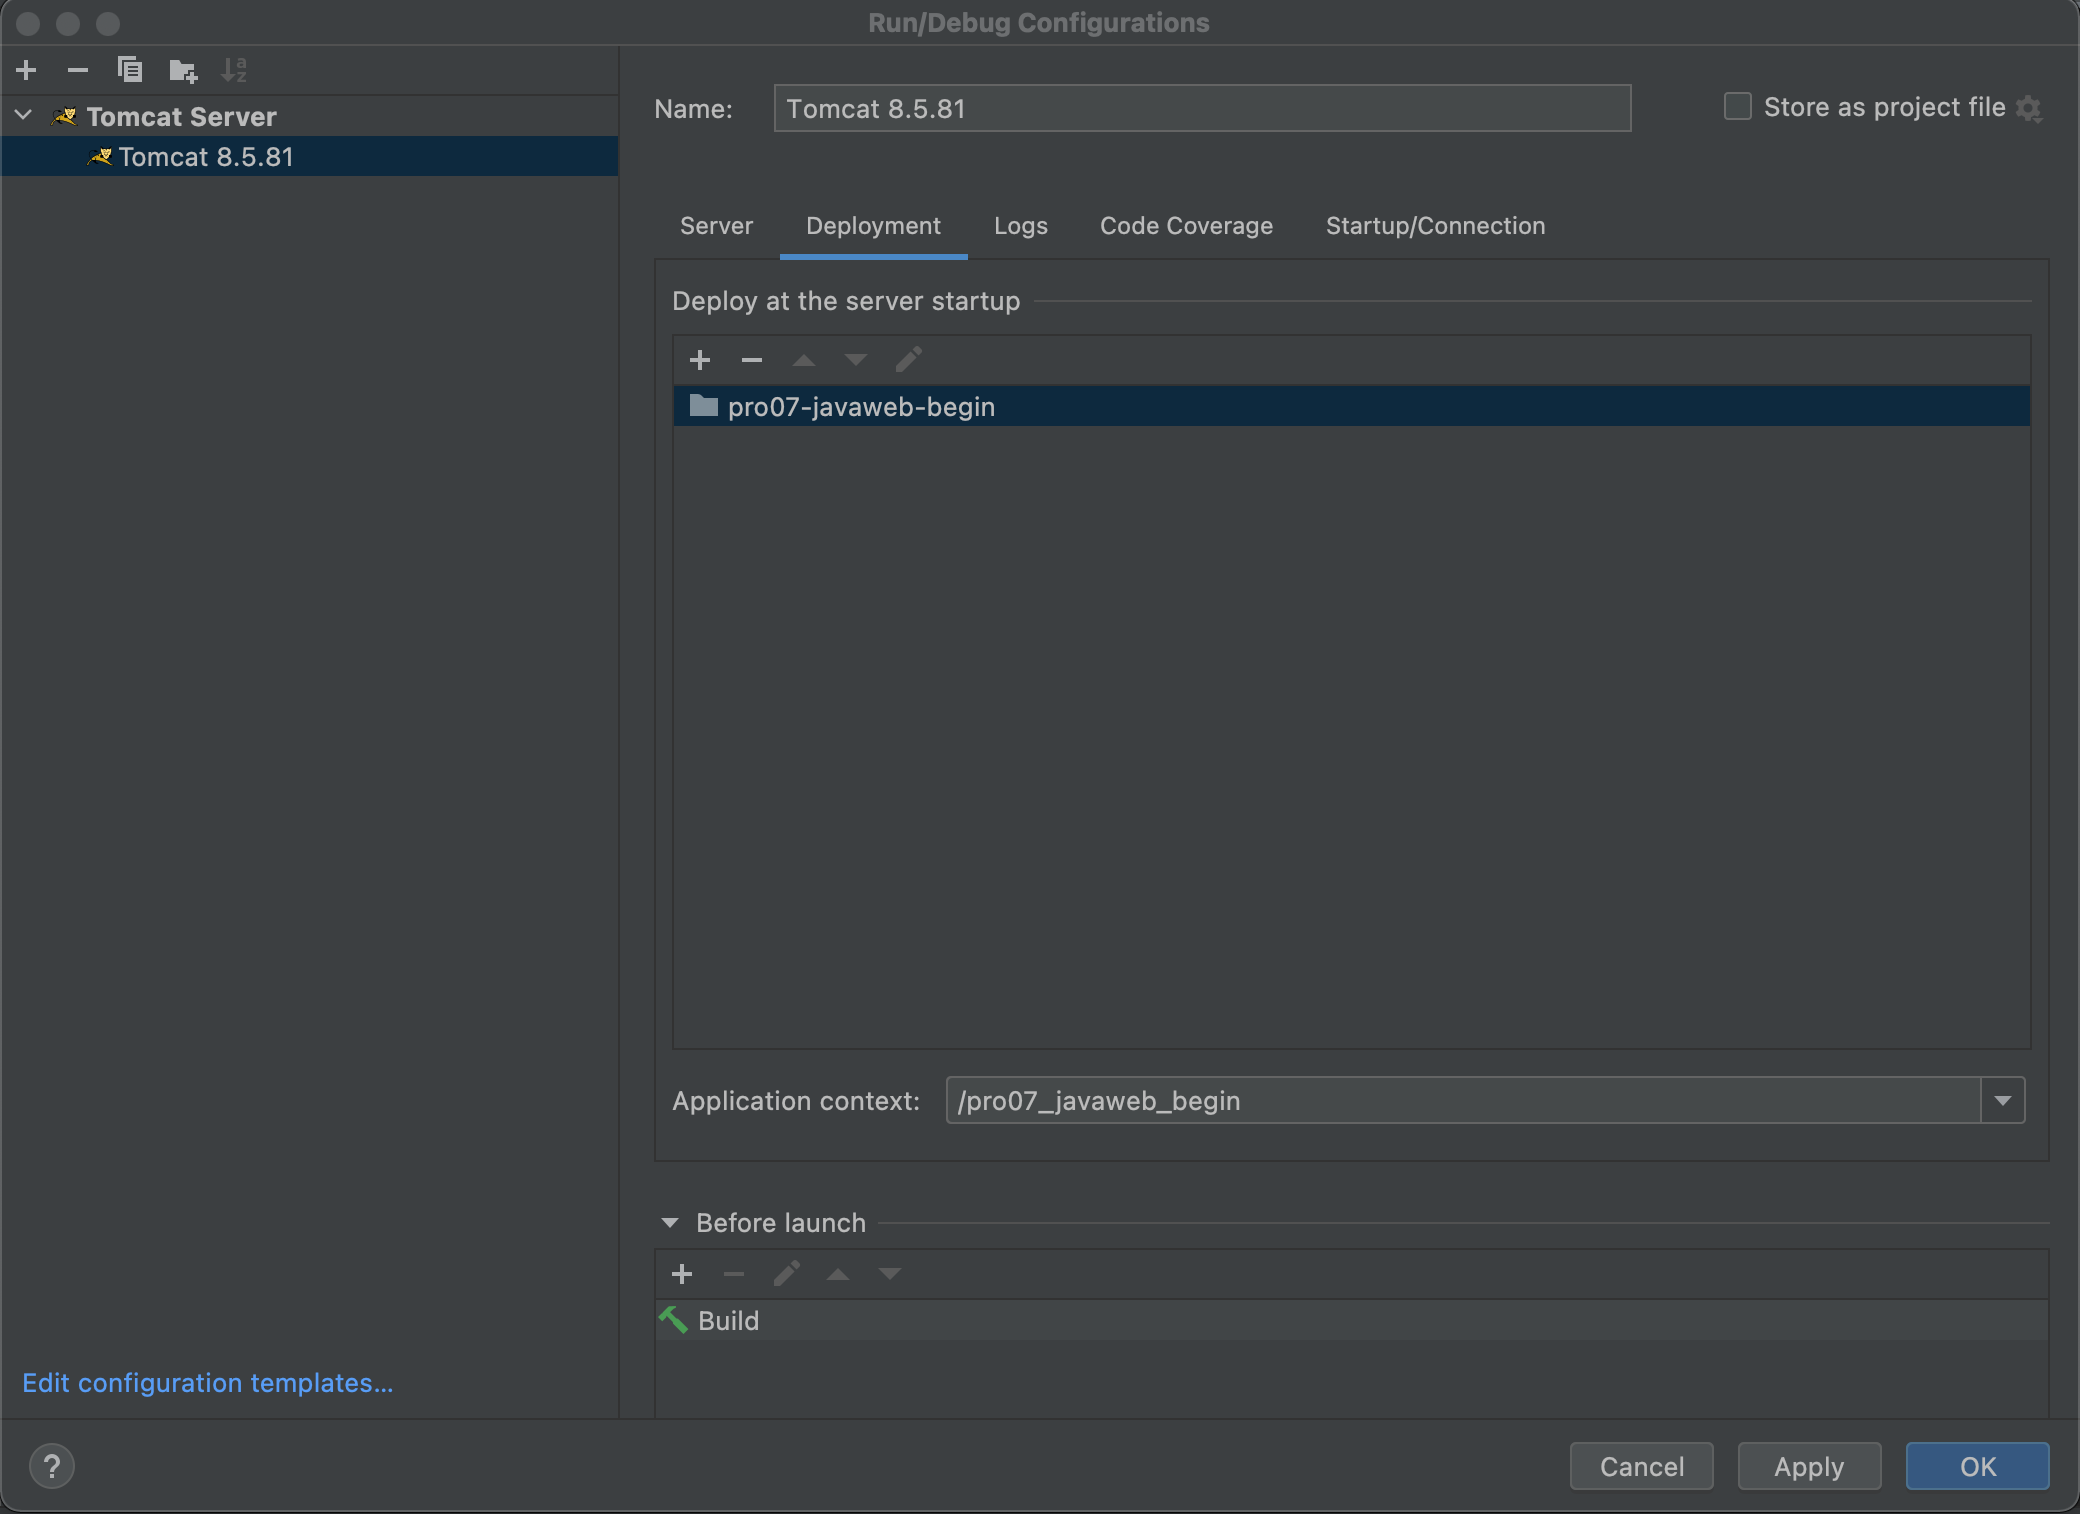 Run/Debug Configurations
Tomcat Server
Tomcat 8.5.81
Name: Tomcat 8.5.81 Store as project file
Server Deployment Logs Code Coverage Startup/Connection
Deploy at the server startup
pro07-javaweb-begin
Application context: /pro07_javaweb_begin
Before launch
Build
Edit configuration templates...
? Cancel Apply OK